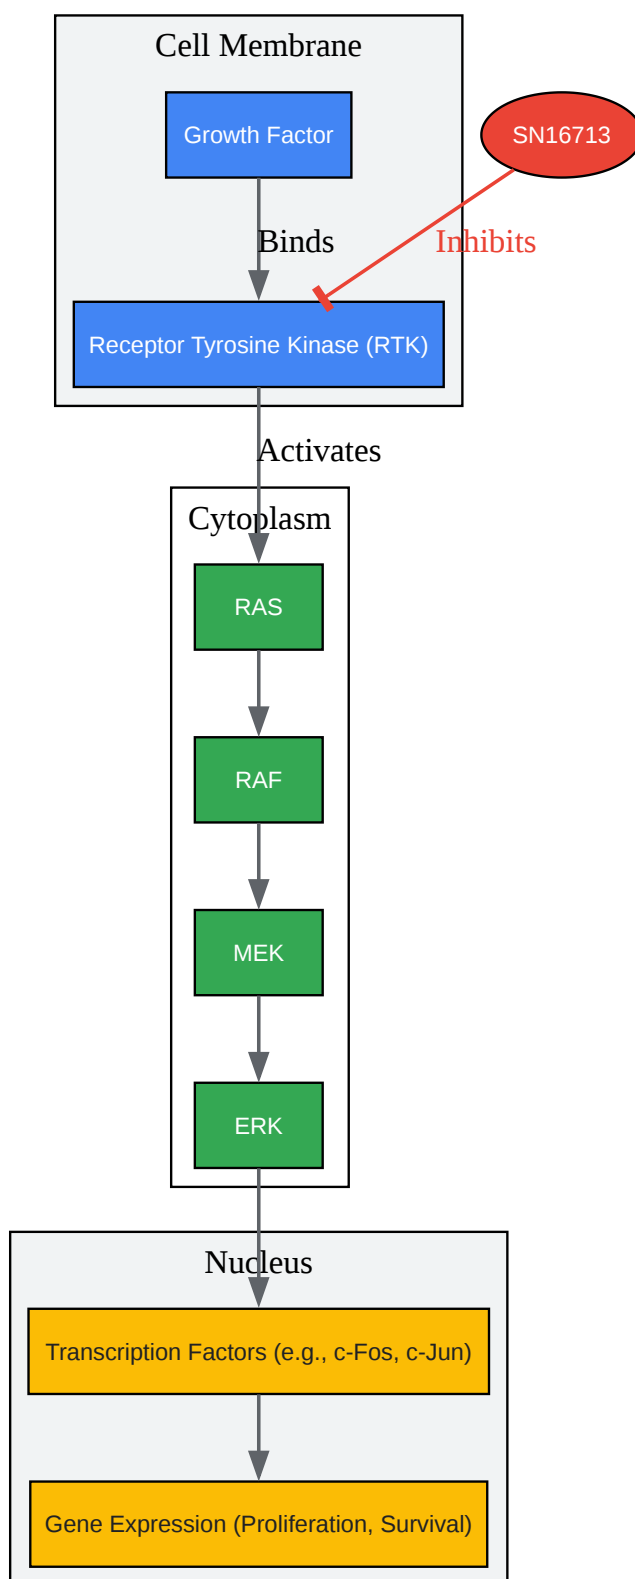 Cell Membrane
Growth Factor
SN16713
Binds
Inhibits
Receptor Tyrosine Kinase (RTK)
Activates
Cytoplasm
RAS
RAF
MEK
ERK
Nucleus
Transcription Factors (e.g., c-Fos, c-Jun)
Gene Expression (Proliferation, Survival)